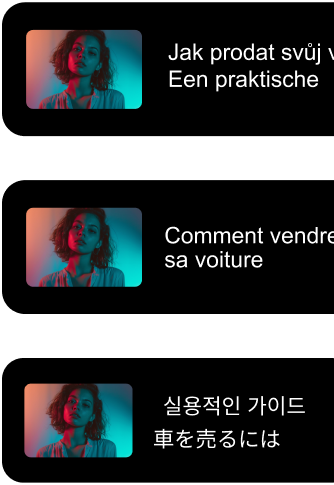 Jak prodat svůj
Een praktische
Comment vendre
sa voiture
실용적인 가이드
車を売るには